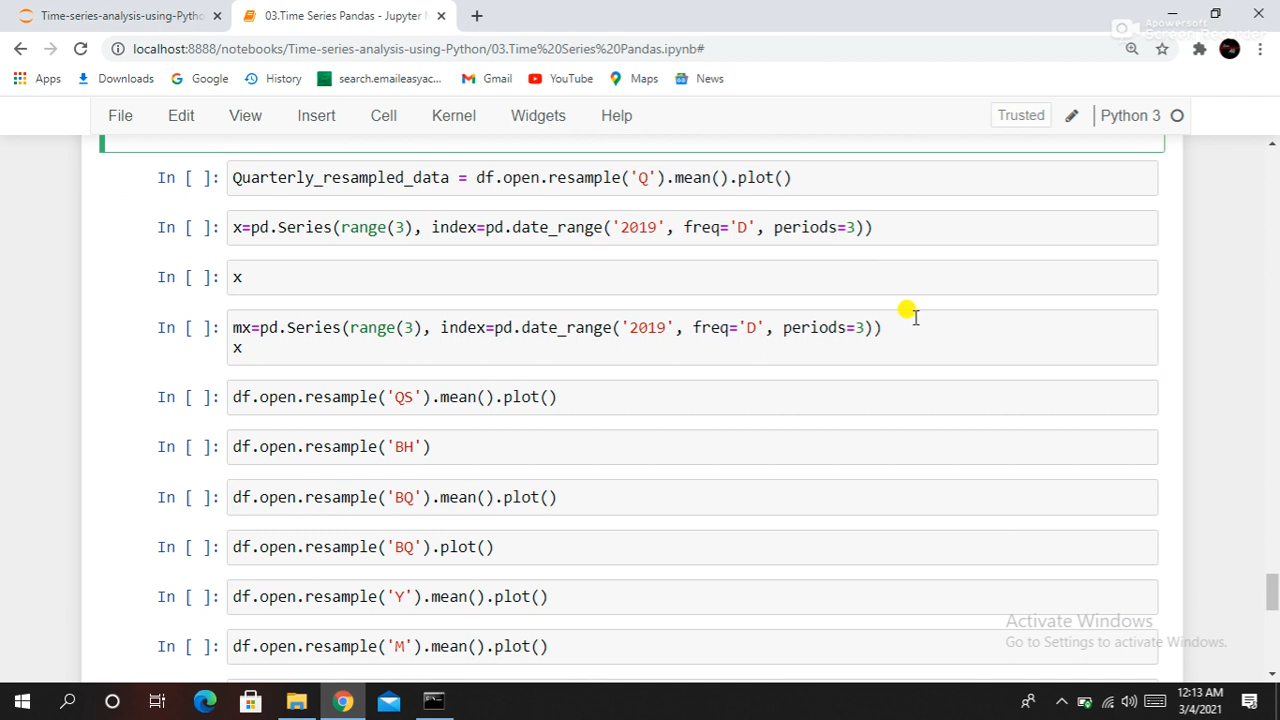 Time-series-analysis-using-Pytho
03.Time Series Pandas - Jupyter
Apowersoft
Screen Recorder
localhost:8888/notebooks/Time-series-analysis-using-Python/03.Time%20Series%20Pandas.ipynb#
Apps Downloads Google History search.emaileasyac... Gmail YouTube Maps News
File Edit View Insert Cell Kernel Widgets Help Trusted Python 3
In [ ]: Quarterly_resampled_data = df.open.resample('Q').mean().plot()
In [ ]: x=pd.Series(range(3), index=pd.date_range('2019', freq='D', periods=3))
In [ ]: x
In [ ]: mx=pd.Series(range(3), index=pd.date_range('2019', freq='D', periods=3))
x
In [ ]: df.open.resample('QS').mean().plot()
In [ ]: df.open.resample('BH')
In [ ]: df.open.resample('BQ').mean().plot()
In [ ]: df.open.resample('BQ').plot()
In [ ]: df.open.resample('Y').mean().plot()
In [ ]: df.open.resample('M').mean().plot()
Activate Windows
Go to Settings to activate Windows.
12:13 AM
3/4/2021